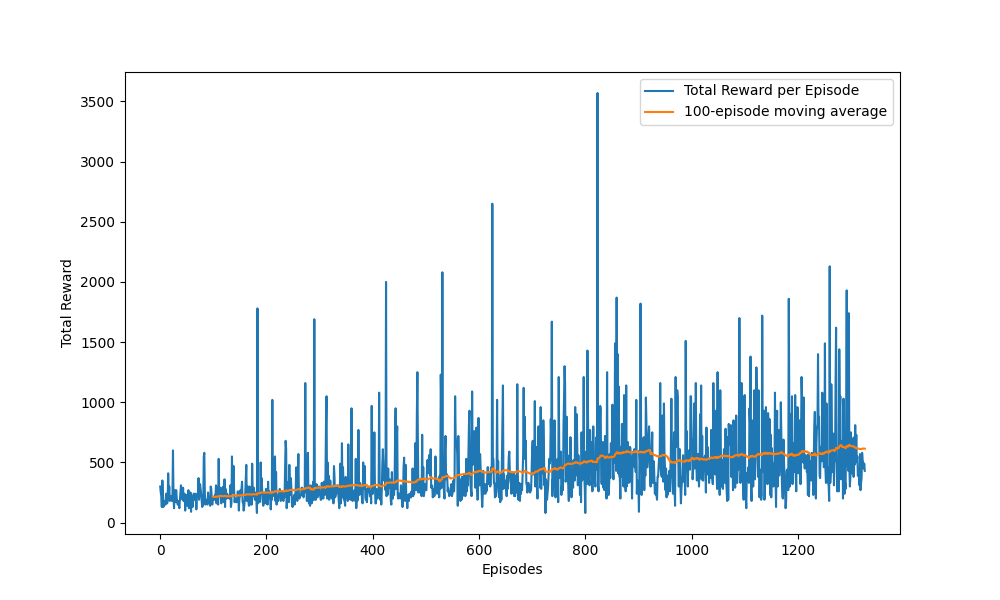 Total Reward per Episode
100-episode moving average
3500
3000
2500
2000
1500
1000
500
0
Total Reward
0 200 400 600 800 1000 1200
Episodes